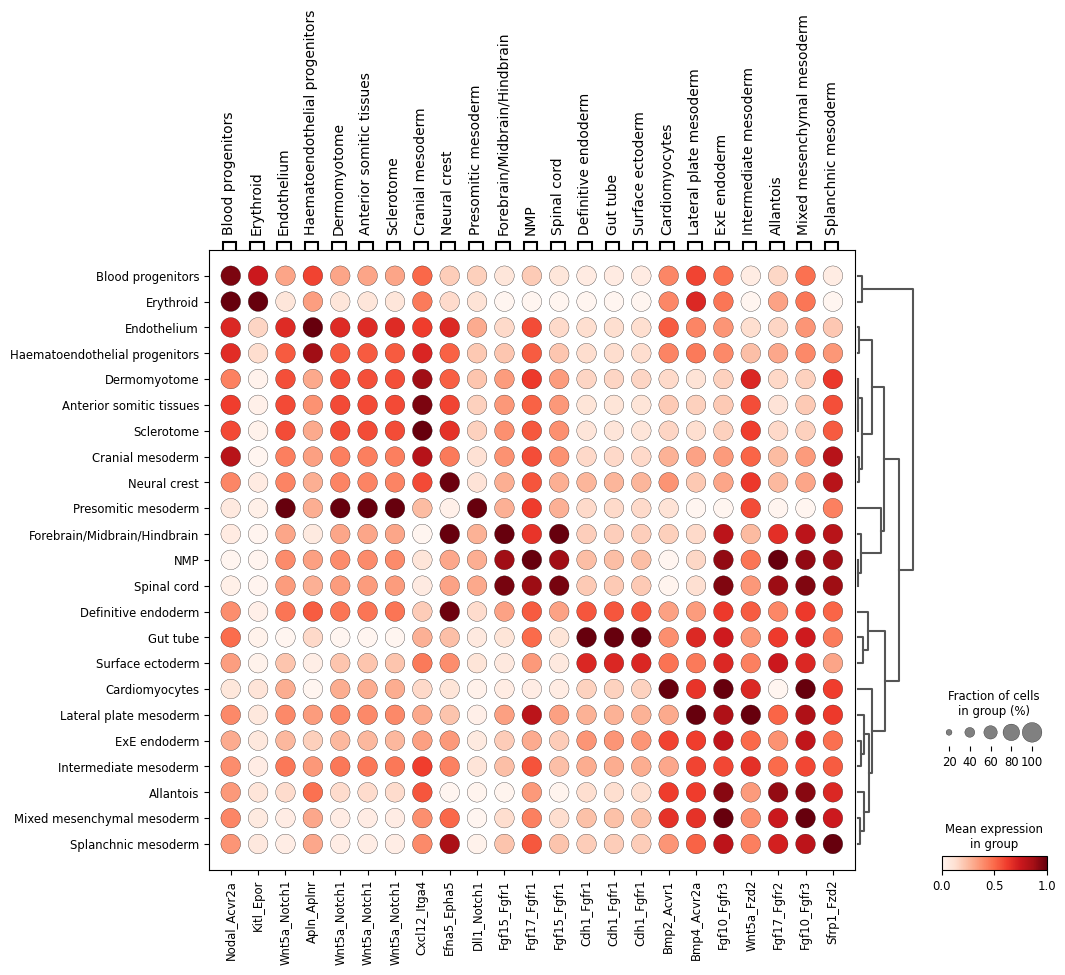 Blood progenitors
Erythroid
Endothelium
Haematoendothelial progenitors
Dermomyotome
Anterior somitic tissues
Sclerotome
Cranial mesoderm
Neural crest
Presomitic mesoderm
Forebrain/Midbrain/Hindbrain
NMP
Spinal cord
Definitive endoderm
Gut tube
Surface ectoderm
Cardiomyocytes
Lateral plate mesoderm
ExE endoderm
Intermediate mesoderm
Allantois
Mixed mesenchymal mesoderm
Splanchnic mesoderm
Blood progenitors
Erythroid
Endothelium
Haematoendothelial progenitors
Dermomyotome
Anterior somitic tissues
Sclerotome
Cranial mesoderm
Neural crest
Presomitic mesoderm
Forebrain/Midbrain/Hindbrain
NMP
Spinal cord
Definitive endoderm
Gut tube
Surface ectoderm
Cardiomyocytes
Lateral plate mesoderm
ExE endoderm
Intermediate mesoderm
Allantois
Mixed mesenchymal mesoderm
Splanchnic mesoderm
Nodal_Acvr2a
Kitl_Epor
Wnt5a_Notch1
Apln_Aplnr
Wnt5a_Notch1
Wnt5a_Notch1
Wnt5a_Notch1
Cxcl12_Itga4
Efna5_Epha5
Dll1_Notch1
Fgf15_Fgfr1
Fgf17_Fgfr1
Fgf15_Fgfr1
Cdh1_Fgfr1
Cdh1_Fgfr1
Cdh1_Fgfr1
Bmp2_Acvr1
Bmp4_Acvr2a
Fgf10_Fgfr3
Wnt5a_Fzd2
Fgf17_Fgfr2
Fgf10_Fgfr3
Sfrp1_Fzd2
Fraction of cells
in group (%)
20 40 60 80 100
Mean expression
in group
0.0 0.5 1.0